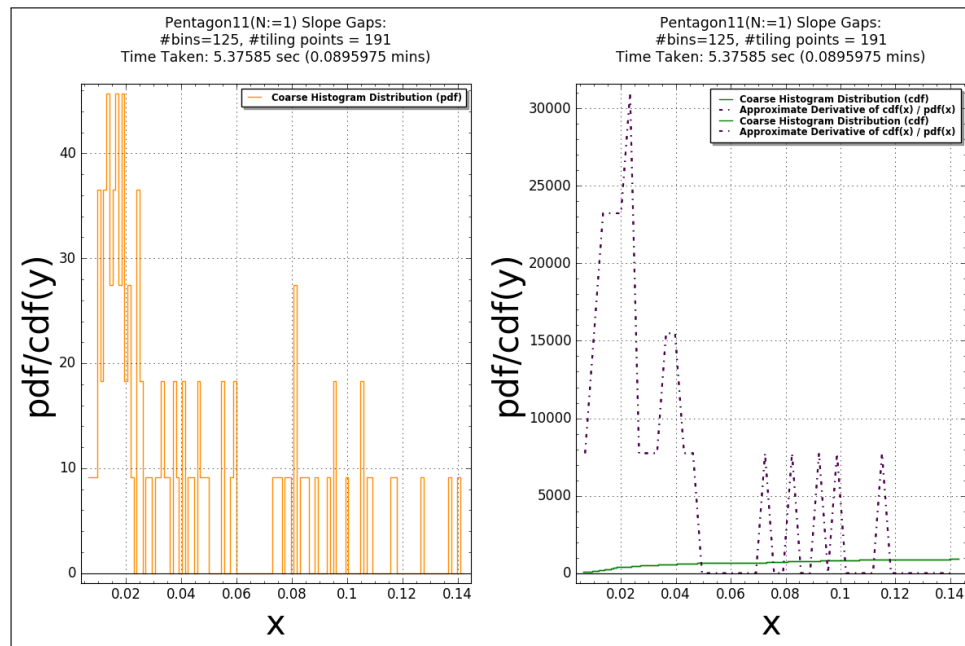 Pentagon11(N:=1) Slope Gaps:
#bins=125, #tiling points = 191
Time Taken: 5.37585 sec (0.0895975 mins)
Coarse Histogram Distribution (pdf)
pdf/cdf(y)
40
30
20
10
0
0.02 0.04 0.06 0.08 0.1 0.12 0.14
x
Pentagon11(N:=1) Slope Gaps:
#bins=125, #tiling points = 191
Time Taken: 5.37585 sec (0.0895975 mins)
Coarse Histogram Distribution (cdf)
Approximate Derivative of cdf(x) / pdf(x)
Coarse Histogram Distribution (cdf)
Approximate Derivative of cdf(x) / pdf(x)
pdf/cdf(y)
30000
25000
20000
15000
10000
5000
0
0.02 0.04 0.06 0.08 0.1 0.12 0.14
x